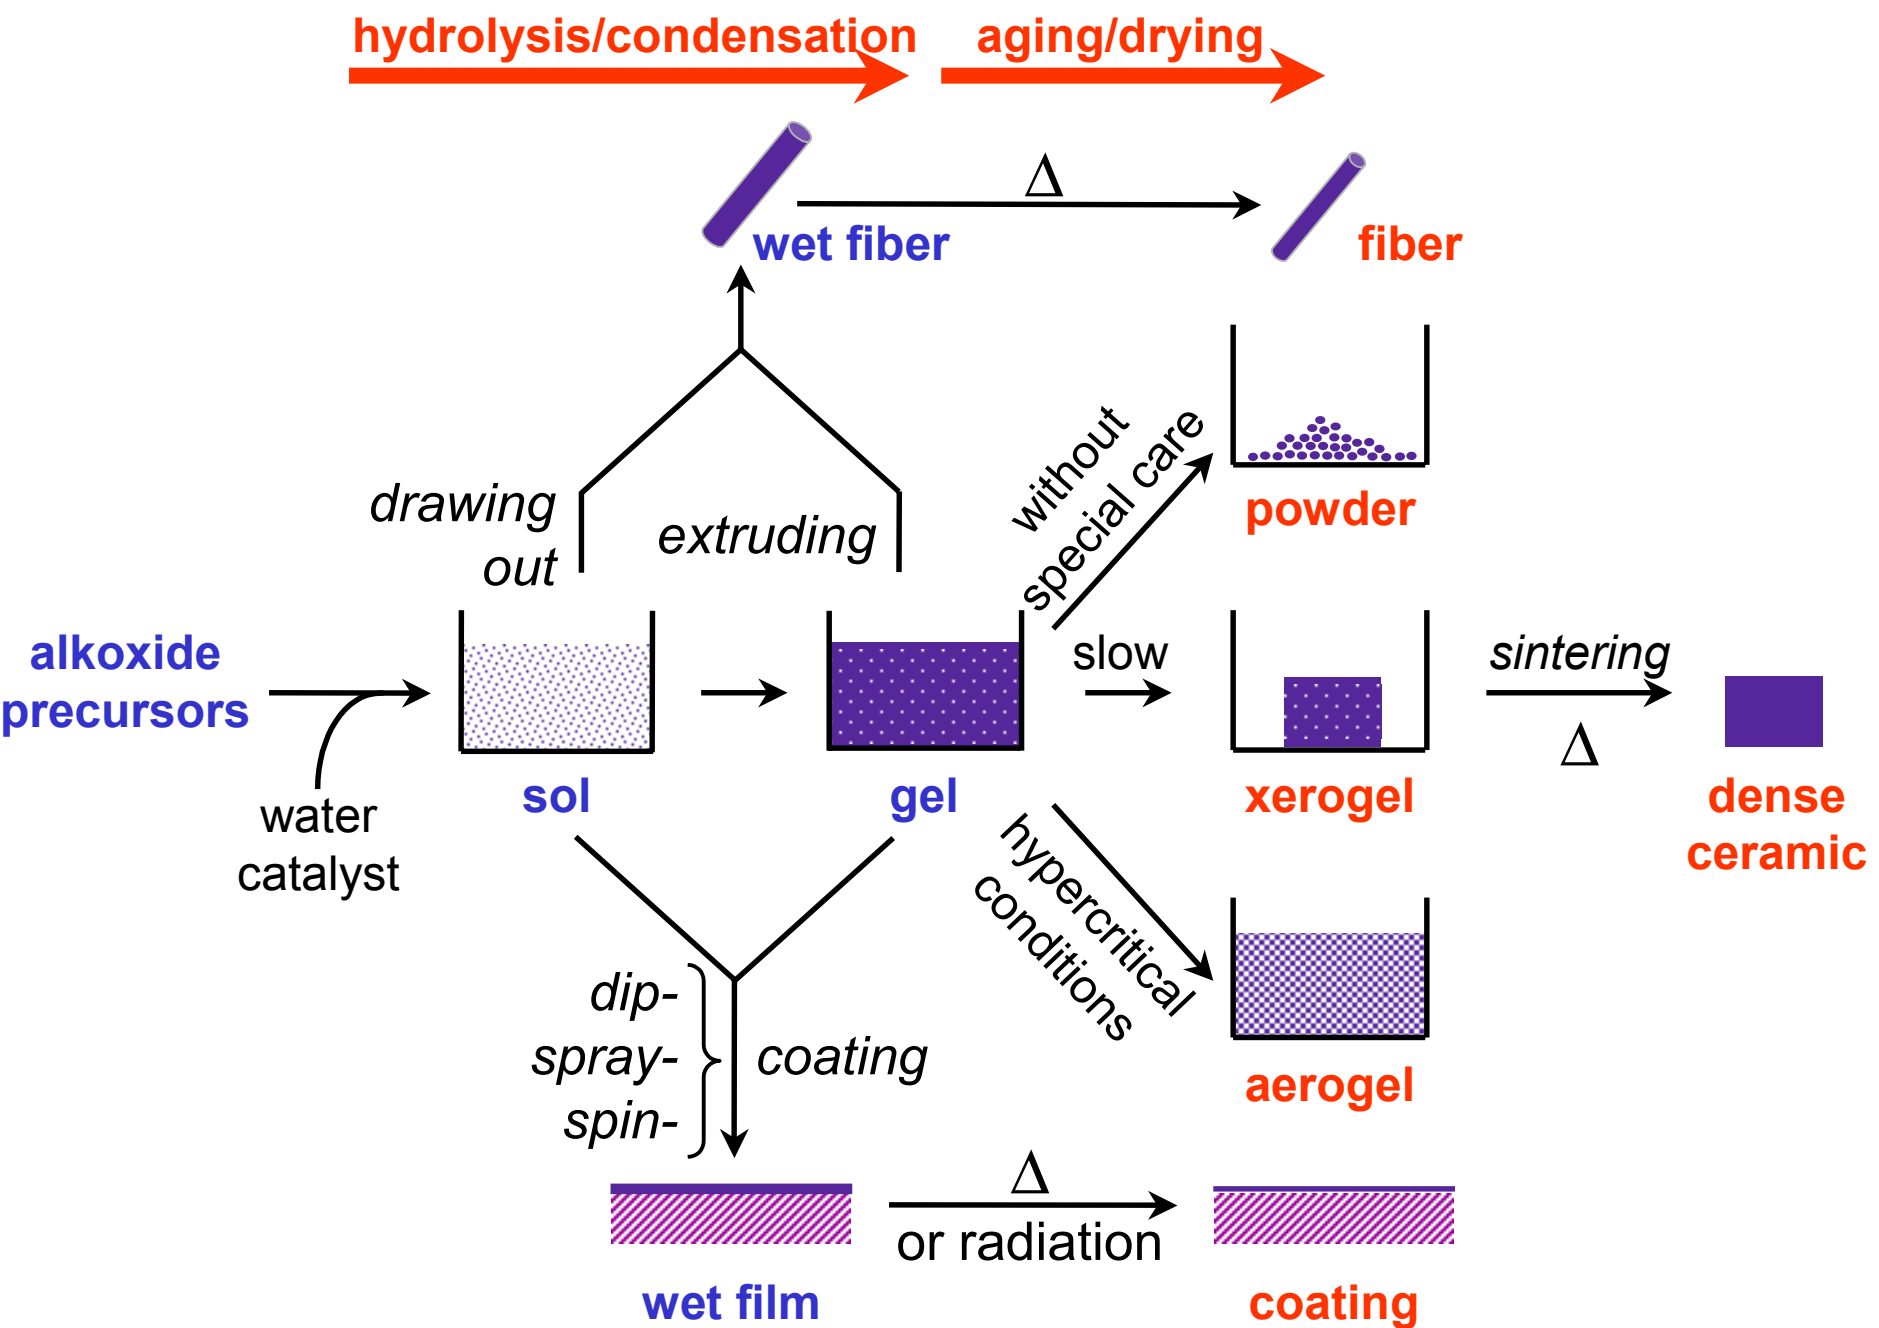 hydrolysis/condensation
aging/drying
Δ
wet fiber
fiber
drawing
out
extruding
without
special care
powder
alkoxide
precursors
water
catalyst
sol
gel
slow
xerogel
sintering
Δ
dense
ceramic
hypercritical
conditions
aerogel
dip-
spray-
spin-
coating
Δ
or radiation
wet film
coating